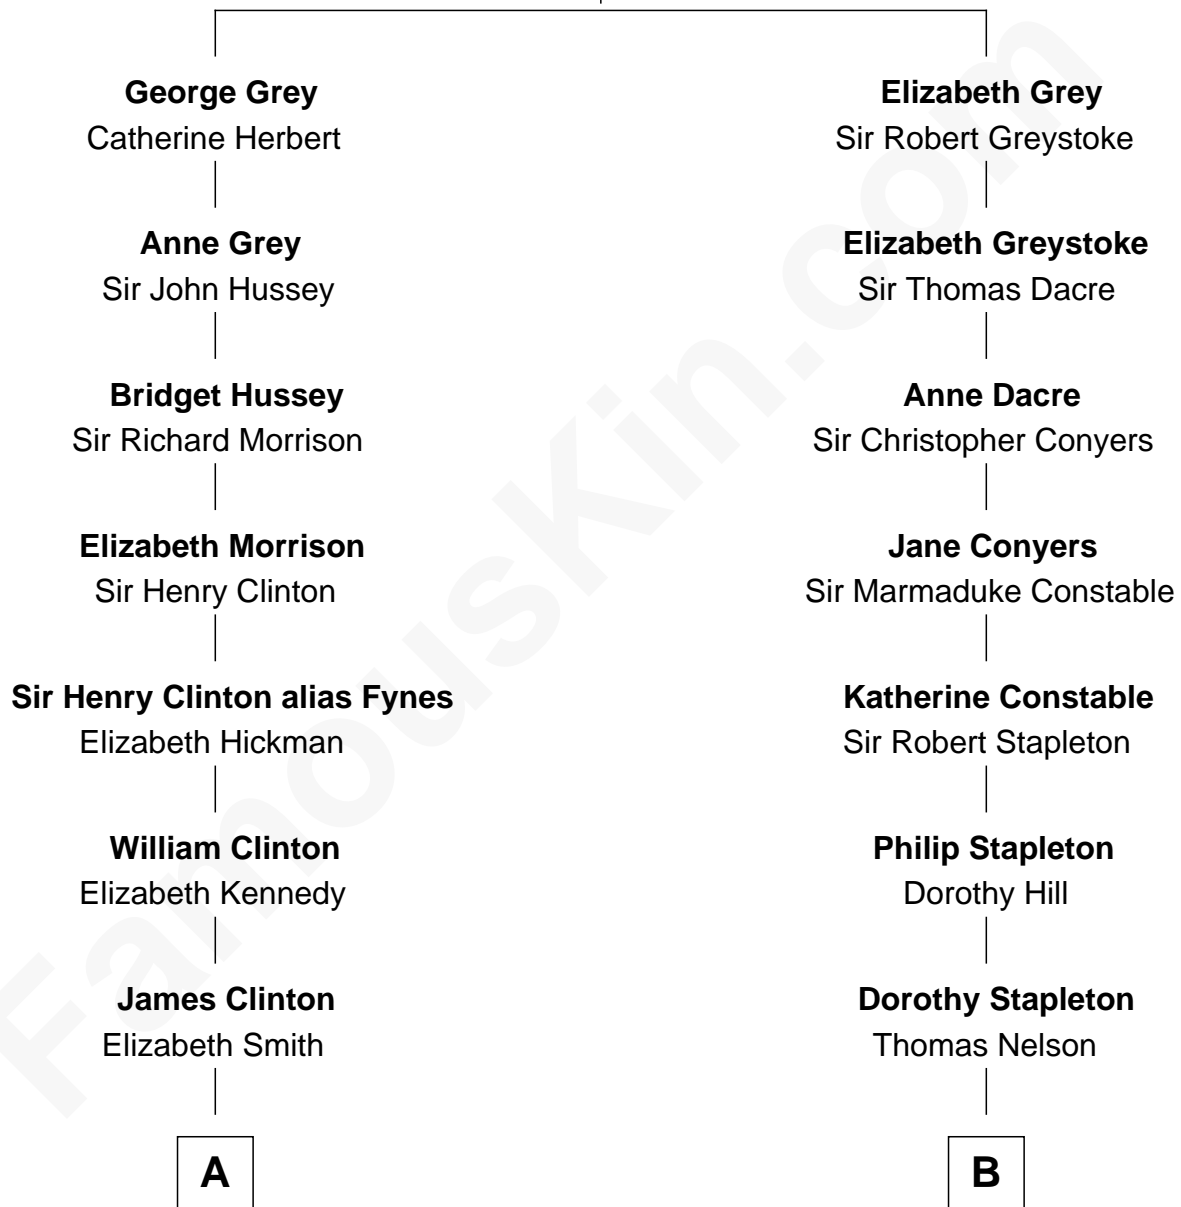 George Grey
Catherine Herbert
Elizabeth Grey
Sir Robert Greystoke
Anne Grey
Sir John Hussey
Elizabeth Greystoke
Sir Thomas Dacre
Bridget Hussey
Sir Richard Morrison
Anne Dacre
Sir Christopher Conyers
Elizabeth Morrison
Sir Henry Clinton
Jane Conyers
Sir Marmaduke Constable
Sir Henry Clinton alias Fynes
Elizabeth Hickman
Katherine Constable
Sir Robert Stapleton
William Clinton
Elizabeth Kennedy
Philip Stapleton
Dorothy Hill
James Clinton
Elizabeth Smith
Dorothy Stapleton
Thomas Nelson
A
B
FamousKin.com